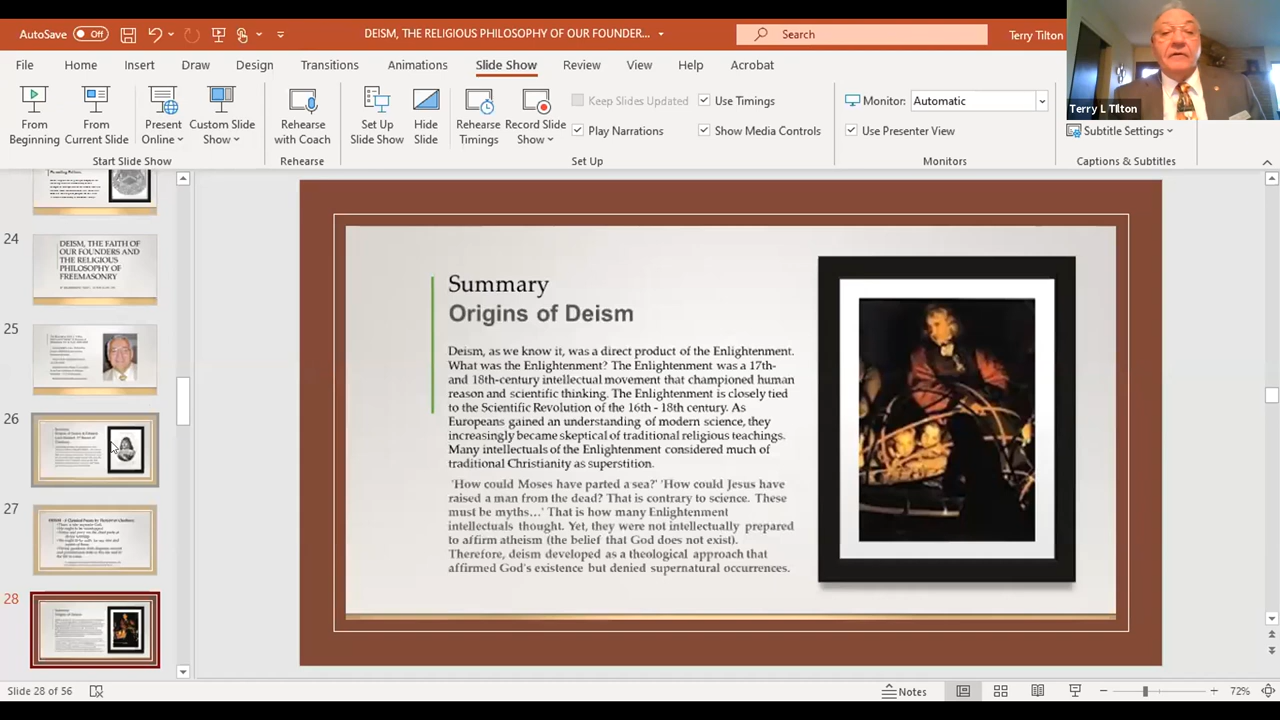 AutoSave Off
DEISM, THE RELIGIOUS PHILOSOPHY OF OUR FOUNDER...
Search
Terry Tilton
File Home Insert Draw Design Transitions Animations Slide Show Review View Help Acrobat
From Beginning
From Current Slide
Present Online
Custom Slide Show
Start Slide Show
Rehearse with Coach
Rehearse
Set Up Slide Show
Hide Slide
Rehearse Timings
Record Slide Show
Keep Slides Updated
Play Narrations
Use Timings
Show Media Controls
Set Up
Monitor: Automatic
Use Presenter View
Monitors
Subtitle Settings
Captions & Subtitles
Terry L Tilton
24
DEISM, THE FAITH OF
OUR FOUNDERS AND
THE RELIGIOUS
PHILOSOPHY OF
FREEMASONRY
25
26
27
28
Summary
Origins of Deism
Summary
Origins of Deism
Deism, as we know it, was a direct product of the Enlightenment.
What was the Enlightenment? The Enlightenment was a 17th-
and 18th-century intellectual movement that championed human
reason and scientific thinking. The Enlightenment is closely tied
to the Scientific Revolution of the 16th - 18th century. As
Europeans gained an understanding of modern science, they
increasingly became skeptical of traditional religious teachings.
Many intellectuals of the Enlightenment considered much of
traditional Christianity as superstition.
'How could Moses have parted a sea?' 'How could Jesus have
raised a man from the dead? That is contrary to science. These
must be myths…' That is how many Enlightenment
intellectuals thought. Yet, they were not intellectually prepared
to affirm atheism (the belief that God does not exist).
Therefore, deism developed as a theological approach that
affirmed God's existence but denied supernatural occurrences.
Slide 28 of 56
Notes
72%